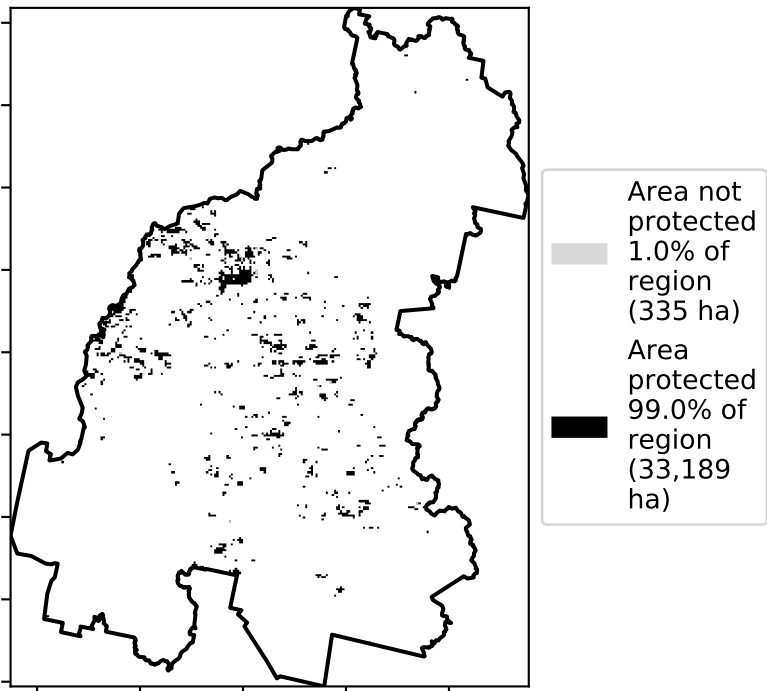 Area not
protected
1.0% of
region
(335 ha)
Area
protected
99.0% of
region
(33,189
ha)